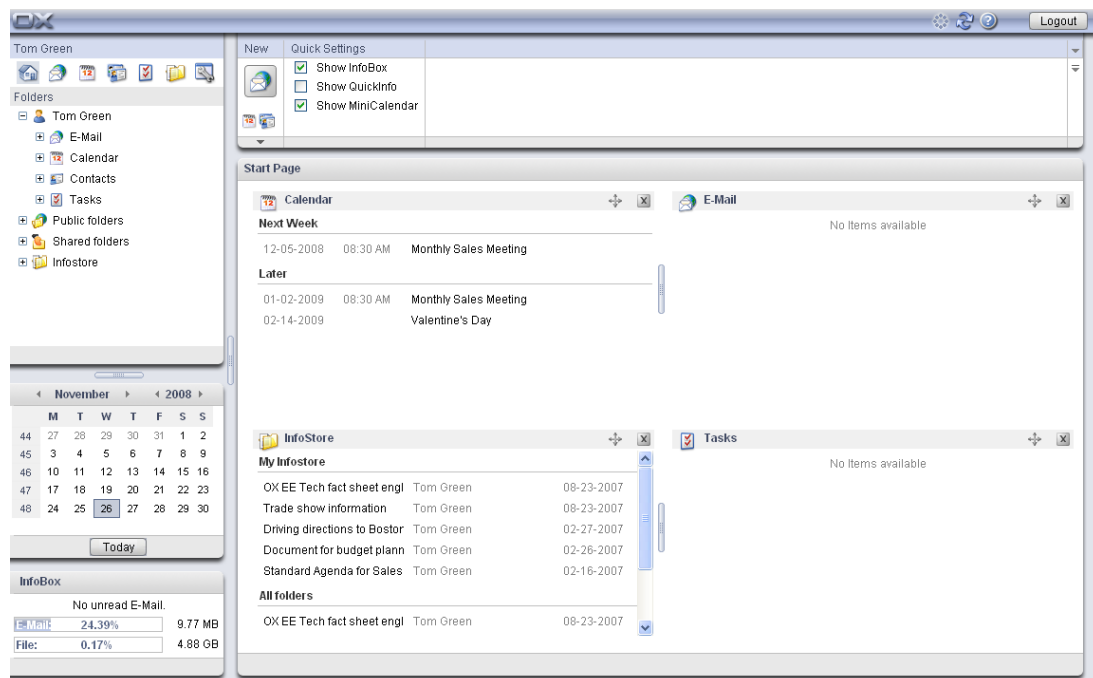 OX
Logout
Tom Green
Folders
Tom Green
E-Mail
Calendar
Contacts
Tasks
Public folders
Shared folders
Infostore
November 2008
M T W T F S S
44 27 28 29 30 31 1 2
45 3 4 5 6 7 8 9
46 10 11 12 13 14 15 16
47 17 18 19 20 21 22 23
48 24 25 26 27 28 29 30
Today
InfoBox
No unread E-Mail.
E-Mail: 24.39% 9.77 MB
File: 0.17% 4.88 GB
New Quick Settings
Show InfoBox
Show QuickInfo
Show MiniCalendar
Start Page
Calendar
Next Week
12-05-2008 08:30 AM Monthly Sales Meeting
Later
01-02-2009 08:30 AM Monthly Sales Meeting
02-14-2009 Valentine's Day
E-Mail
No Items available
InfoStore
My Infostore
OX EE Tech fact sheet engl Tom Green 08-23-2007
Trade show information Tom Green 08-23-2007
Driving directions to Bostor Tom Green 02-27-2007
Document for budget plann Tom Green 02-26-2007
Standard Agenda for Sales Tom Green 02-16-2007
All folders
OX EE Tech fact sheet engl Tom Green 08-23-2007
Tasks
No Items available